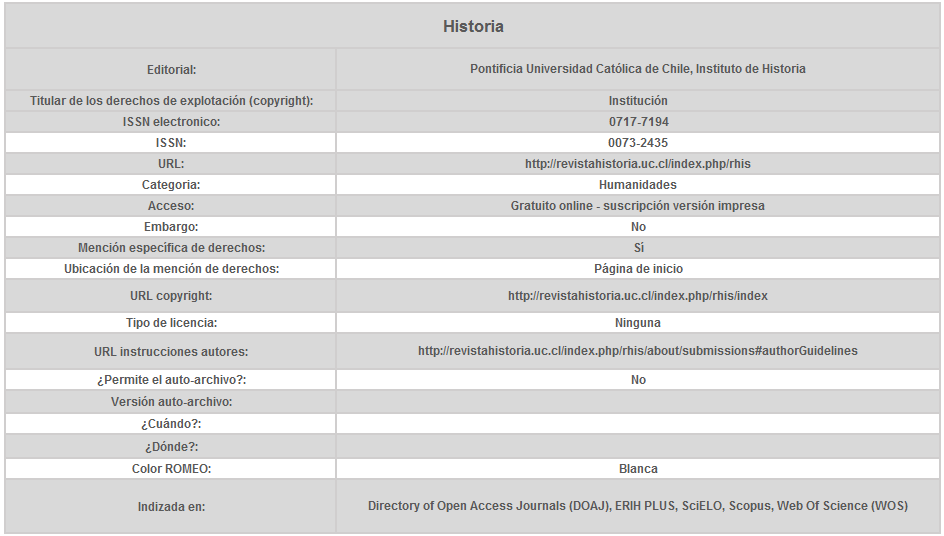 Historia
Editorial: Pontificia Universidad Católica de Chile, Instituto de Historia
Titular de los derechos de explotación (copyright): Institución
ISSN electronico: 0717-7194
ISSN: 0073-2435
URL: http://revistahistoria.uc.cl/index.php/rhis
Categoria: Humanidades
Acceso: Gratuito online - suscripción versión impresa
Embargo: No
Mención específica de derechos: Sí
Ubicación de la mención de derechos: Página de inicio
URL copyright: http://revistahistoria.uc.cl/index.php/rhis/index
Tipo de licencia: Ninguna
URL instrucciones autores: http://revistahistoria.uc.cl/index.php/rhis/about/submissions#authorGuidelines
¿Permite el auto-archivo?: No
Versión auto-archivo:
¿Cuándo?:
¿Dónde?:
Color ROMEO: Blanca
Indizada en: Directory of Open Access Journals (DOAJ), ERIH PLUS, SciELO, Scopus, Web Of Science (WOS)